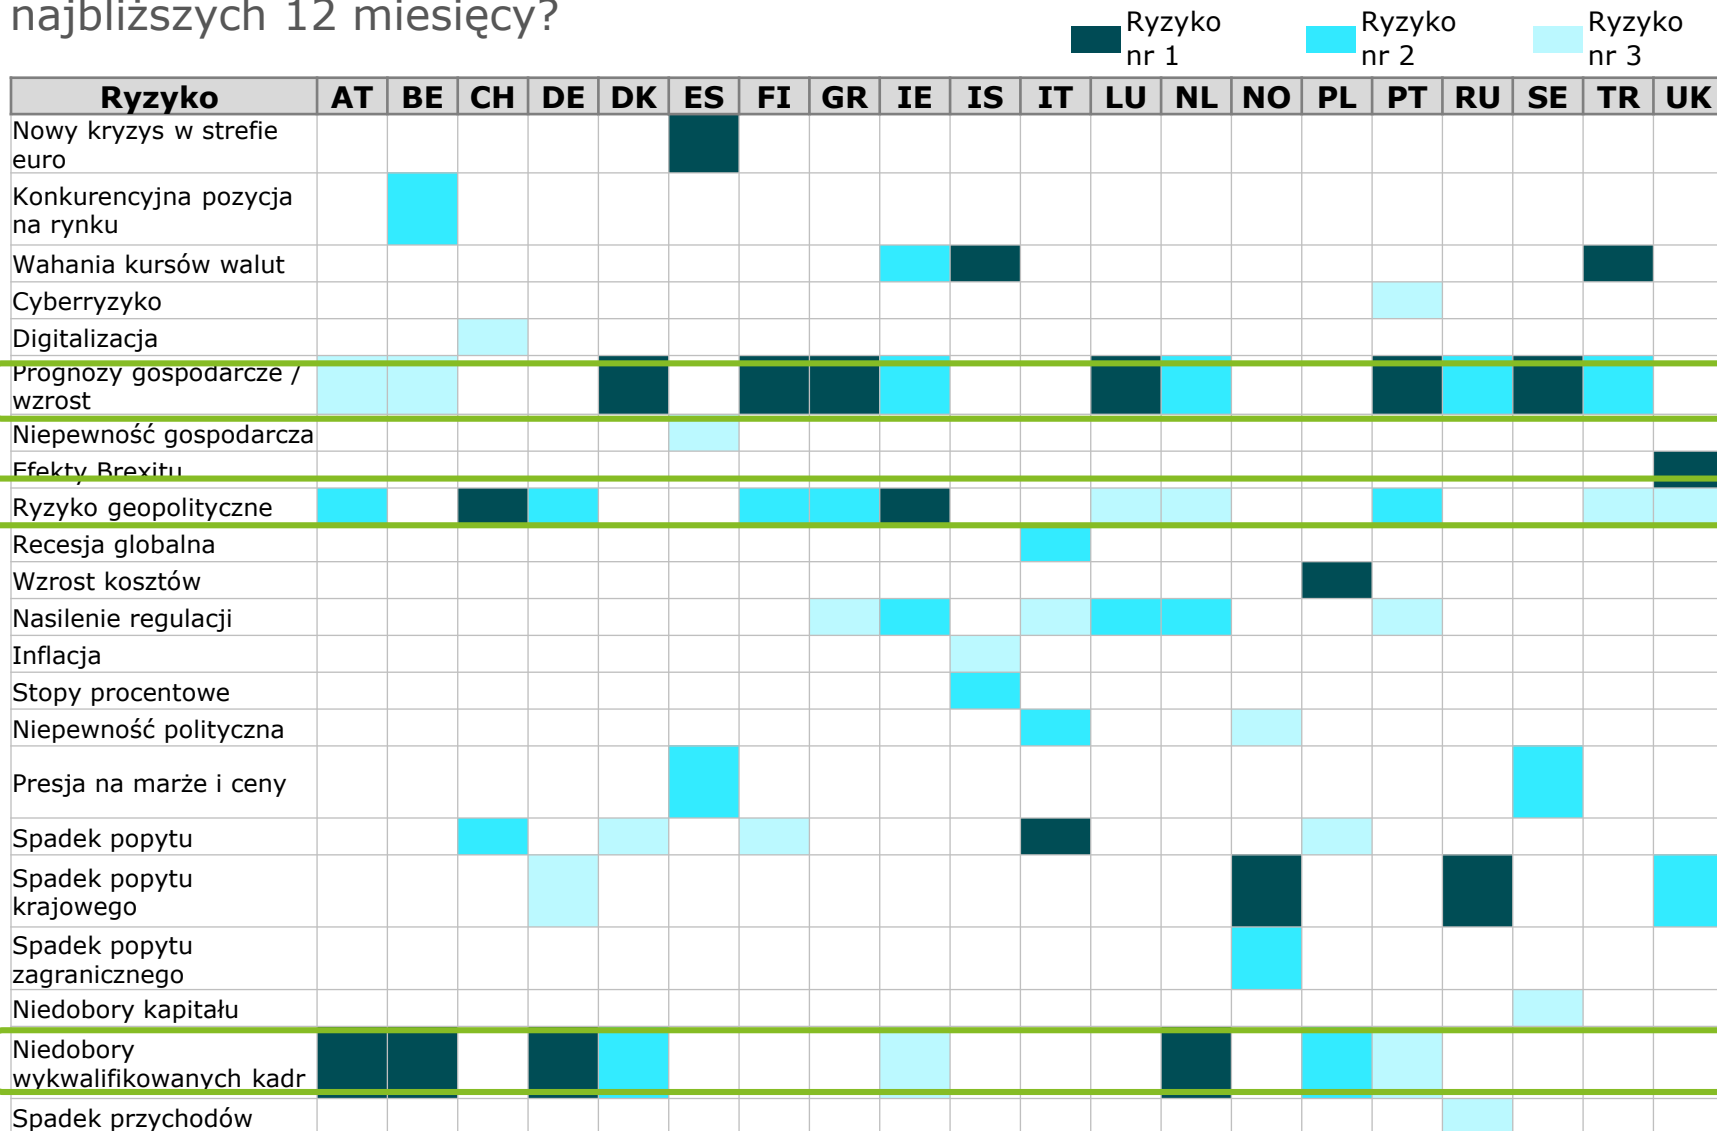 najbliższych 12 miesięcy?
Ryzyko
nr 1
Ryzyko
nr 2
Ryzyko
nr 3
Ryzyko AT BE CH DE DK ES FI GR IE IS IT LU NL NO PL PT RU SE TR UK
Nowy kryzys w strefie
euro
Konkurencyjna pozycja
na rynku
Wahania kursów walut
Cyberryzyko
Digitalizacja
Prognozy gospodarcze /
wzrost
Niepewność gospodarcza
Efekty Brexitu
Ryzyko geopolityczne
Recesja globalna
Wzrost kosztów
Nasilenie regulacji
Inflacja
Stopy procentowe
Niepewność polityczna
Presja na marże i ceny
Spadek popytu
Spadek popytu
krajowego
Spadek popytu
zagranicznego
Niedobory kapitału
Niedobory
wykwalifikowanych kadr
Spadek przychodów